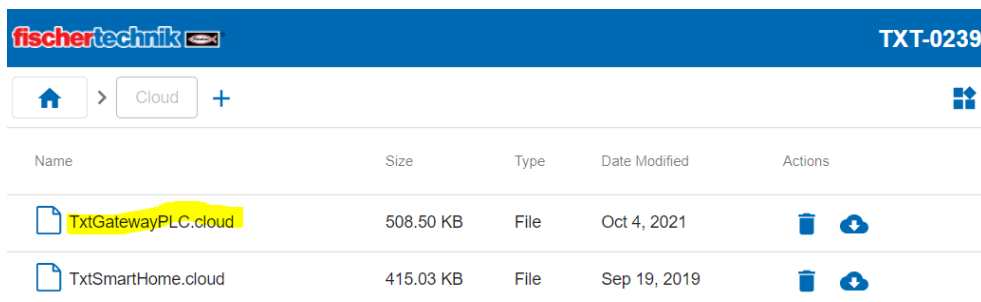 fischertechnik TXT-0239
Cloud
Name Size Type Date Modified Actions
TxtGatewayPLC.cloud 508.50 KB File Oct 4, 2021
TxtSmartHome.cloud 415.03 KB File Sep 19, 2019